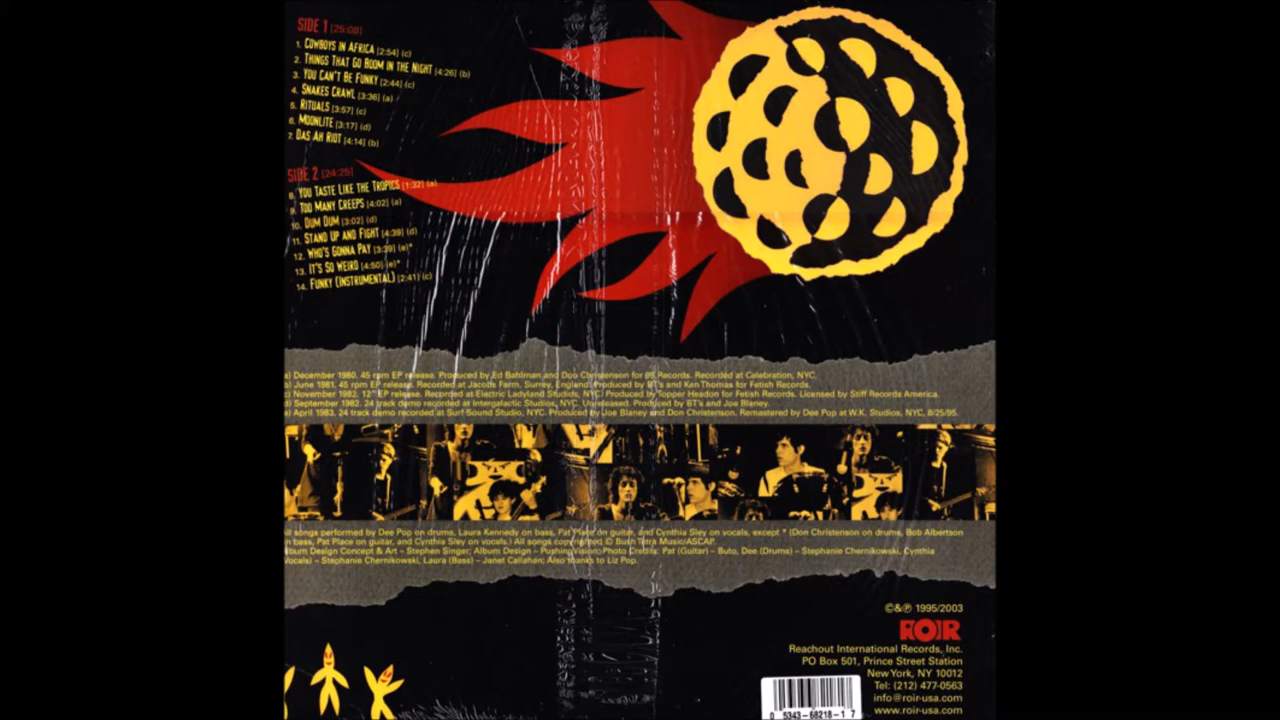 SIDE 1 [25:08]
1. COWBOYS IN AFRICA [2:54] (c)
2. THINGS THAT GO BOOM IN THE NIGHT [4:26] (b)
3. YOU CAN'T BE FUNKY [2:44] (c)
4. SNAKES CRAWL [3:36] (a)
5. RITUALS [3:57] (c)
6. MOONLITE [3:17] (d)
7. DAS AH RIOT [4:14] (b)
SIDE 2 [24:25]
8. YOU TASTE LIKE THE TROPICS [1:32] (a)
9. TOO MANY CREEPS [4:02] (a)
10. DUM DUM [3:02] (d)
11. STAND UP AND FIGHT [4:39] (d)
12. WHO'S GONNA PAY [3:39] (e)*
13. IT'S SO WEIRD [4:50] (e)*
14. FUNKY (INSTRUMENTAL) [2:41] (c)
a) December 1980. 45 rpm EP release. Produced by Ed Bahlman and Don Christenson for 99 Records. Recorded at Celebration, NYC.
b) June 1981. 45 rpm EP release. Recorded at Jacobs Farm, Surrey, England. Produced by BT's and Ken Thomas for Fetish Records.
c) November 1982. 12" EP release. Recorded at Electric Ladyland Studios, NYC. Produced by Topper Headon for Fetish Records. Licensed by Stiff Records America.
d) September 1982. 24 track demo recorded at Intergalactic Studios, NYC. Unreleased. Produced by BT's and Joe Blaney.
e) April 1983. 24 track demo recorded at Surf Sound Studio, NYC. Produced by Joe Blaney and Don Christenson. Remastered by Dee Pop at W.K. Studios, NYC, 8/25/95.
All songs performed by Dee Pop on drums, Laura Kennedy on bass, Pat Place on guitar, and Cynthia Sley on vocals, except * (Don Christenson on drums, Bob Albertson
on bass, Pat Place on guitar, and Cynthia Sley on vocals.) All songs copyrighted © Bush Tetra Music/ASCAP.
Album Design Concept & Art – Stephen Singer; Album Design – PushingVision; Photo Credits: Pat (Guitar) – Buto, Dee (Drums) – Stephanie Chernikowski, Cynthia
(Vocals) – Stephanie Chernikowski, Laura (Bass) – Janet Callahan; Also thanks to Liz Pop.
©&℗ 1995/2003
ROIR
Reachout International Records, Inc.
PO Box 501, Prince Street Station
New York, NY 10012
Tel: (212) 477-0563
info@roir-usa.com
www.roir-usa.com
0 5343-68218-1 7